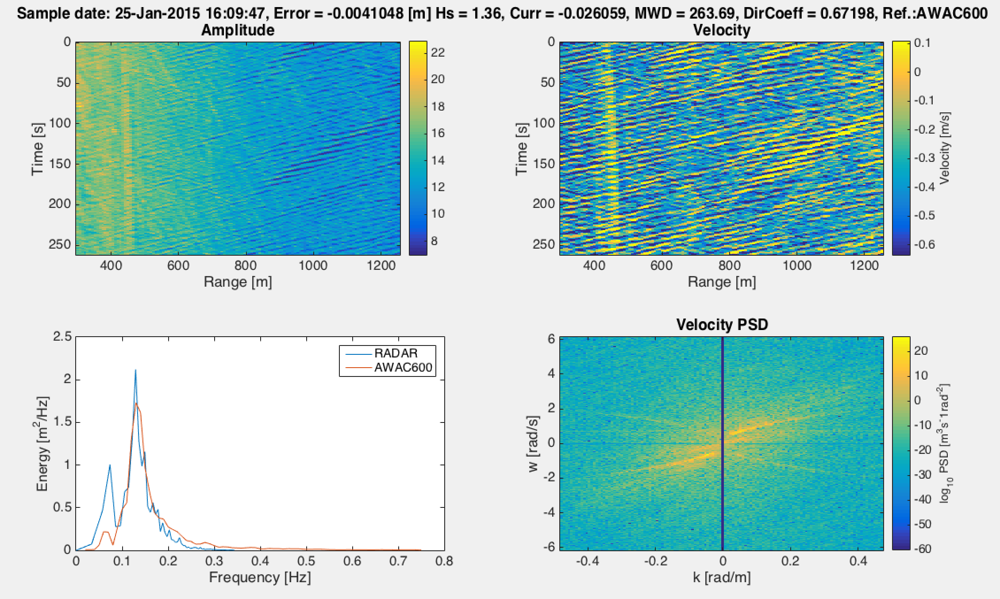 Sample date: 25-Jan-2015 16:09:47, Error = -0.0041048 [m] Hs = 1.36, Curr = -0.026059, MWD = 263.69, DirCoeff = 0.67198, Ref.:AWAC600
Amplitude
0
50
100
150
200
250
Time [s]
400 600 800 1000 1200
Range [m]
22
20
18
16
14
12
10
8
Velocity
0
50
100
150
200
250
Time [s]
400 600 800 1000 1200
Range [m]
0.1
0
-0.1
-0.2
-0.3
-0.4
-0.5
-0.6
Velocity [m/s]
2.5
2
1.5
1
0.5
0
Energy [m²/Hz]
RADAR
AWAC600
0 0.1 0.2 0.3 0.4 0.5 0.6 0.7 0.8
Frequency [Hz]
Velocity PSD
6
4
2
0
-2
-4
-6
w [rad/s]
-0.4 -0.2 0 0.2 0.4
k [rad/m]
20
10
0
-10
-20
-30
-40
-50
-60
log₁₀ PSD [m³s⁻1rad⁻²]